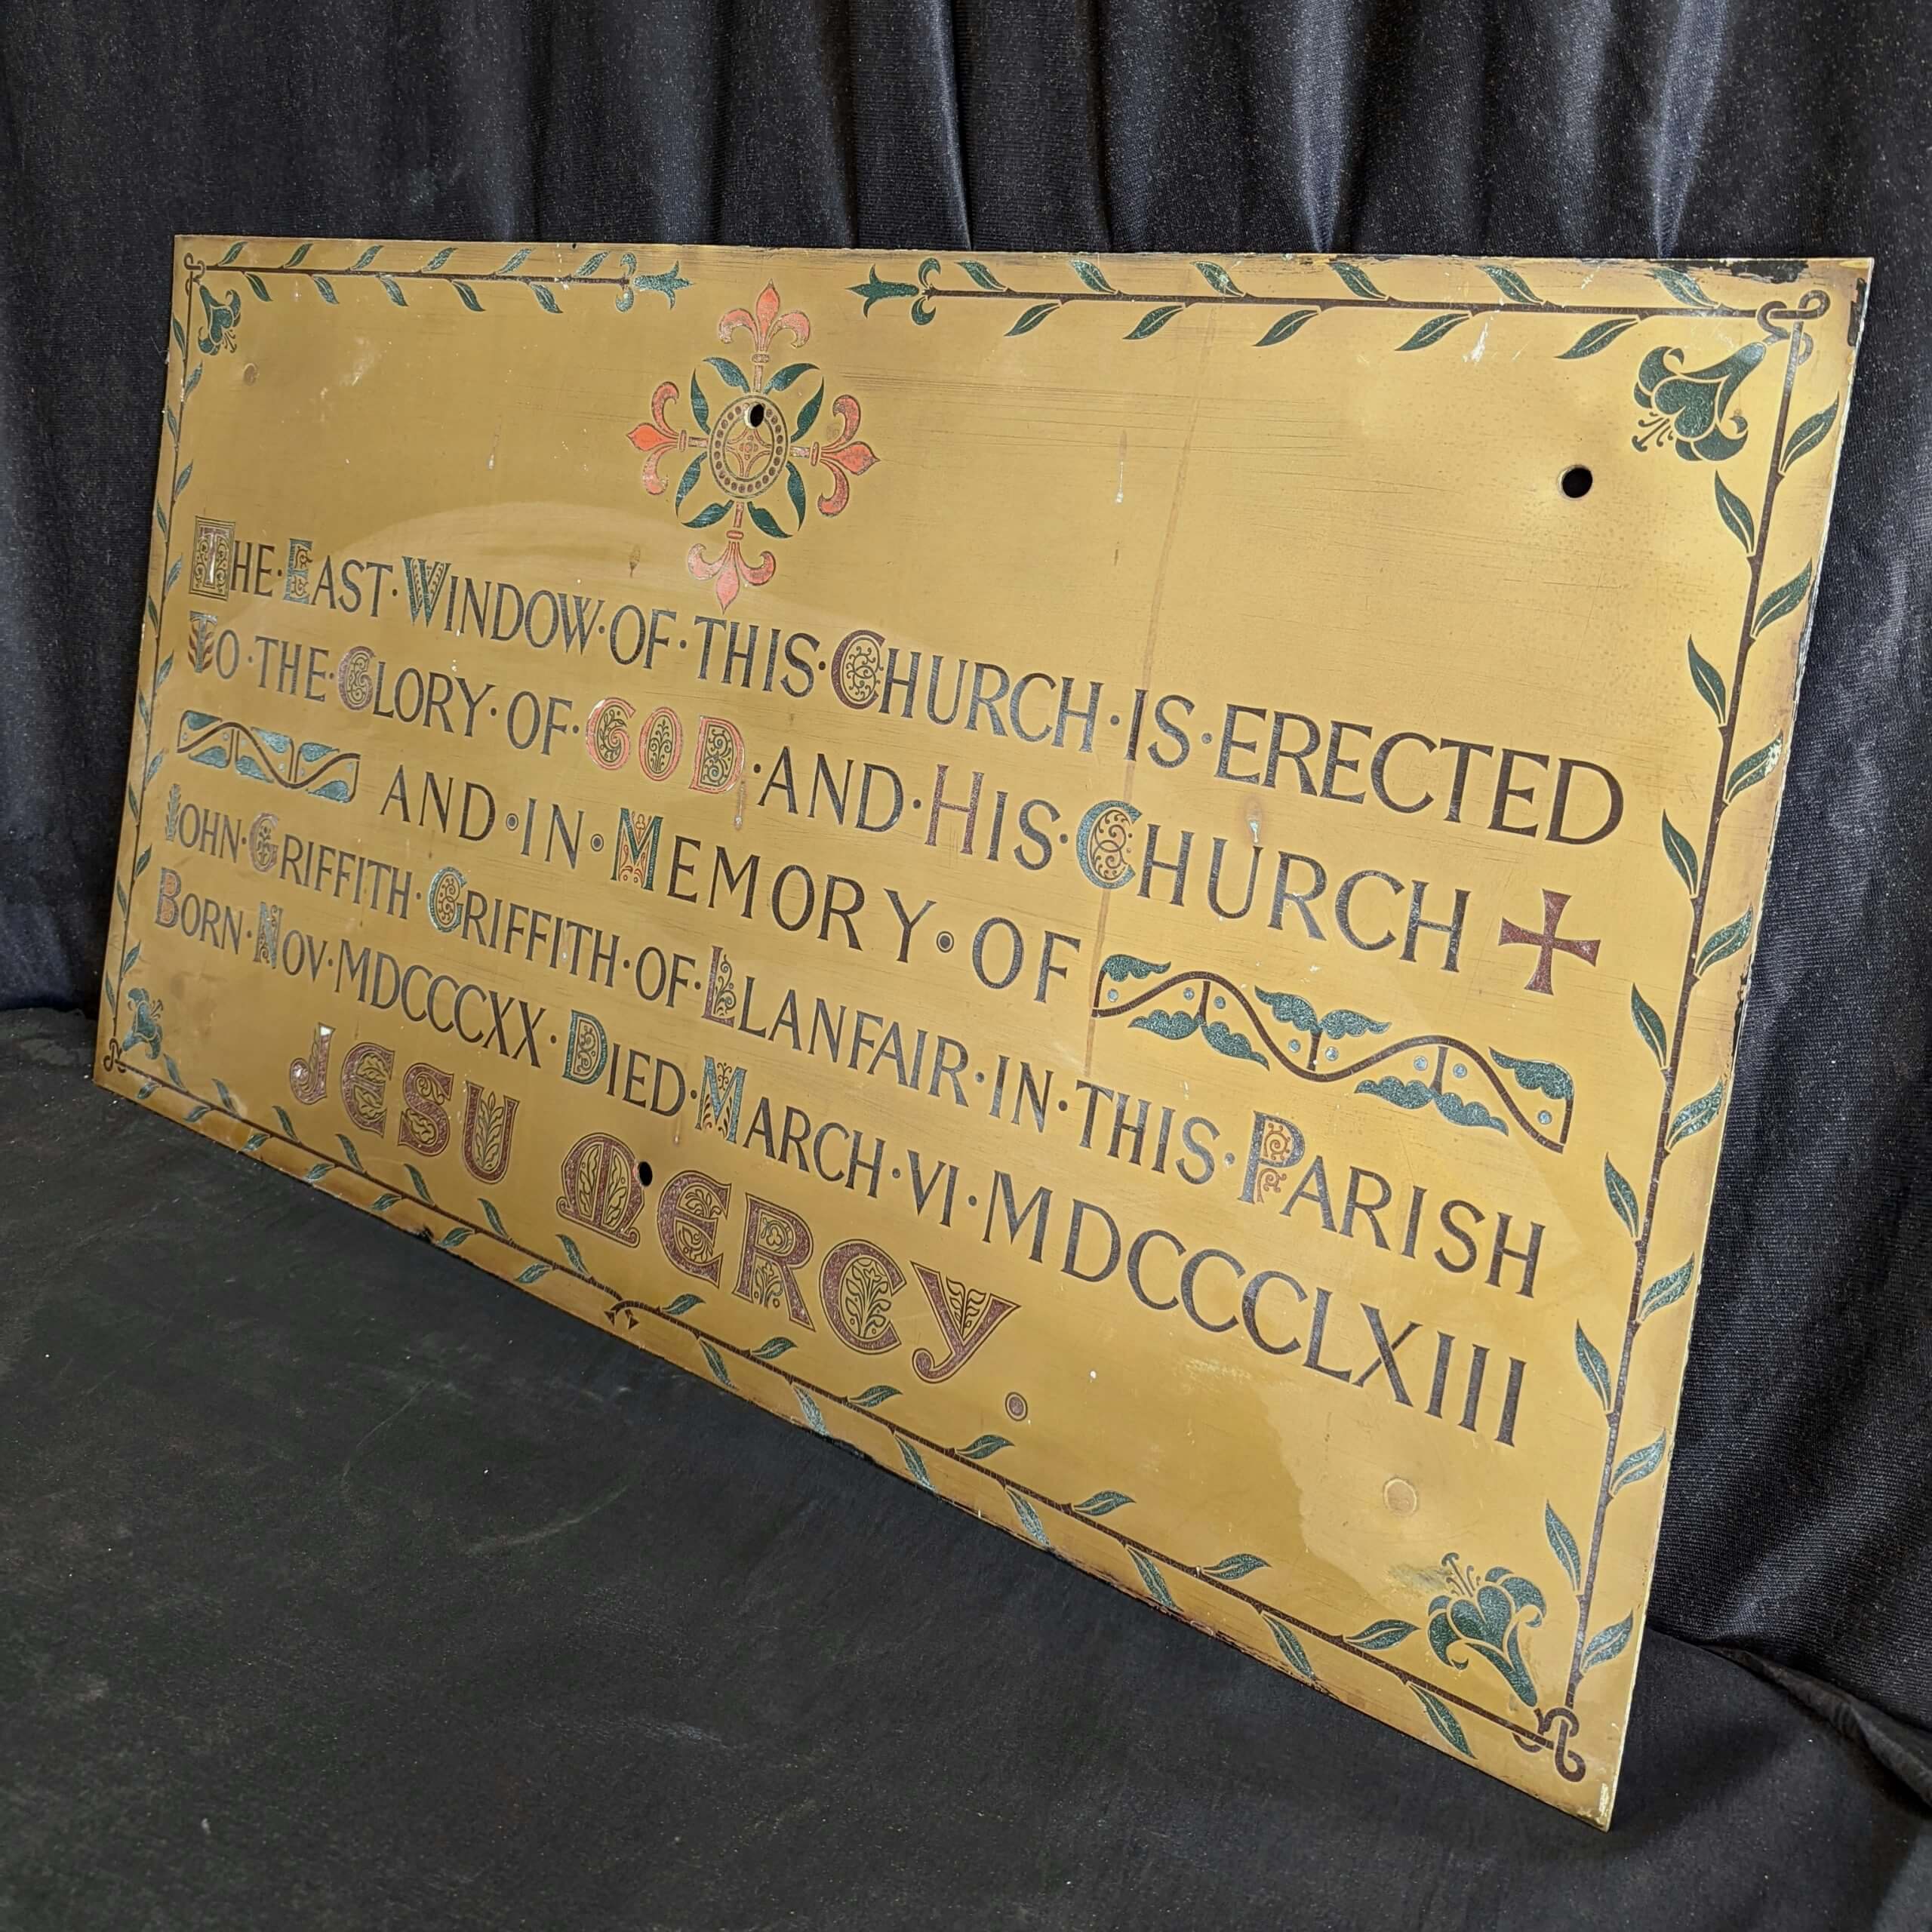 THE·EAST·WINDOW·OF·THIS·CHURCH·IS·ERECTED
TO·THE·GLORY·OF·GOD·AND·HIS·CHURCH
AND·IN·MEMORY·OF
JOHN·GRIFFITH·GRIFFITH·OF·LLANFAIR·IN·THIS·PARISH
BORN·NOV·MDCCCXX·DIED·MARCH·VI·MDCCCLXIII
JESU MERCY.